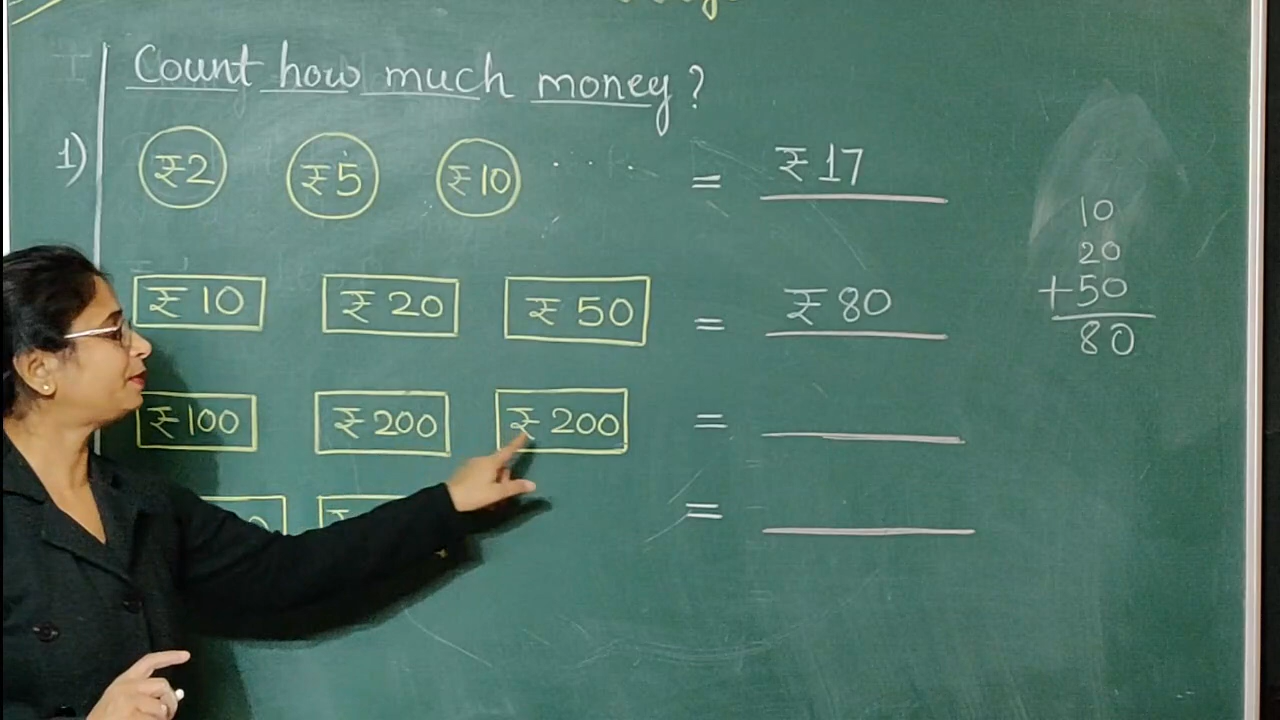 Count how much money?
1) ₹2 ₹5 ₹10 = ₹17
₹10 ₹20 ₹50 = ₹80
₹100 ₹200 ₹200 =
=
10
20
+50
80